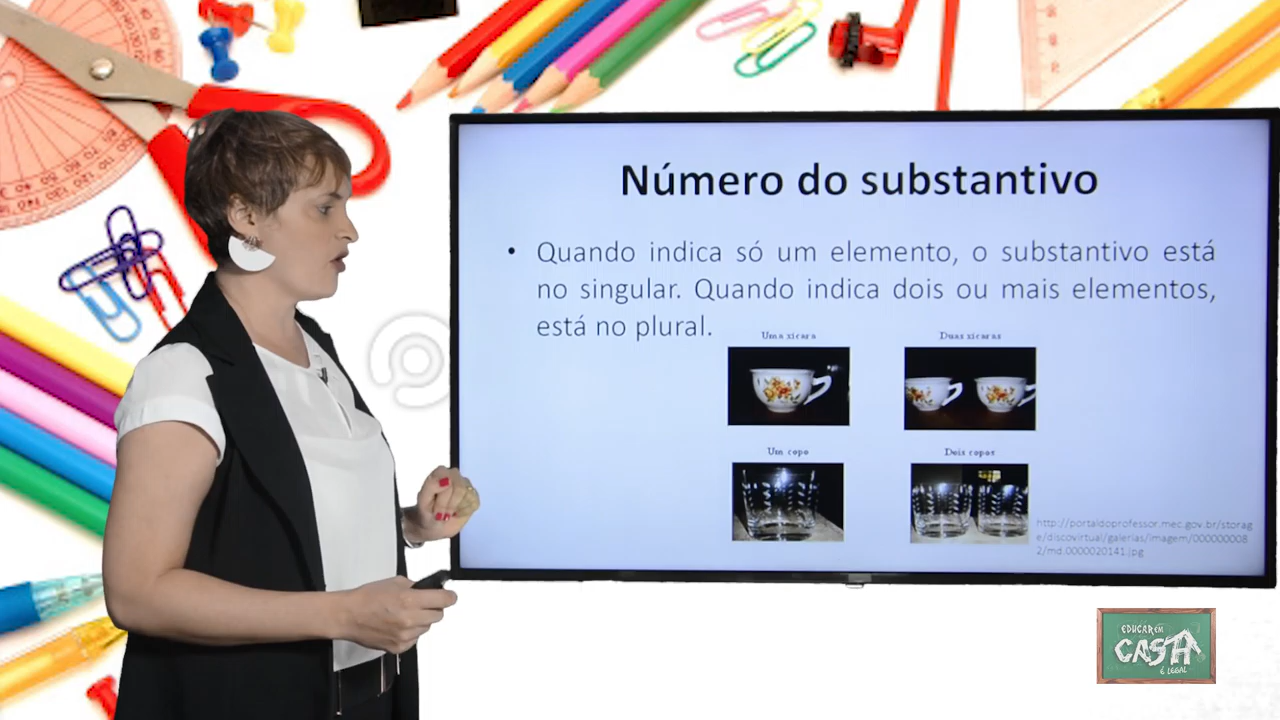 Número do substantivo
• Quando indica só um elemento, o substantivo está
no singular. Quando indica dois ou mais elementos,
está no plural.
Uma xícara
Duas xícaras
Um copo
Dois copos
http://portaldoprofessor.mec.gov.br/storag
e/discovirtual/galerias/imagem/000000008
2/md.0000020141.jpg
EDUCAR EM
CASA
É LEGAL